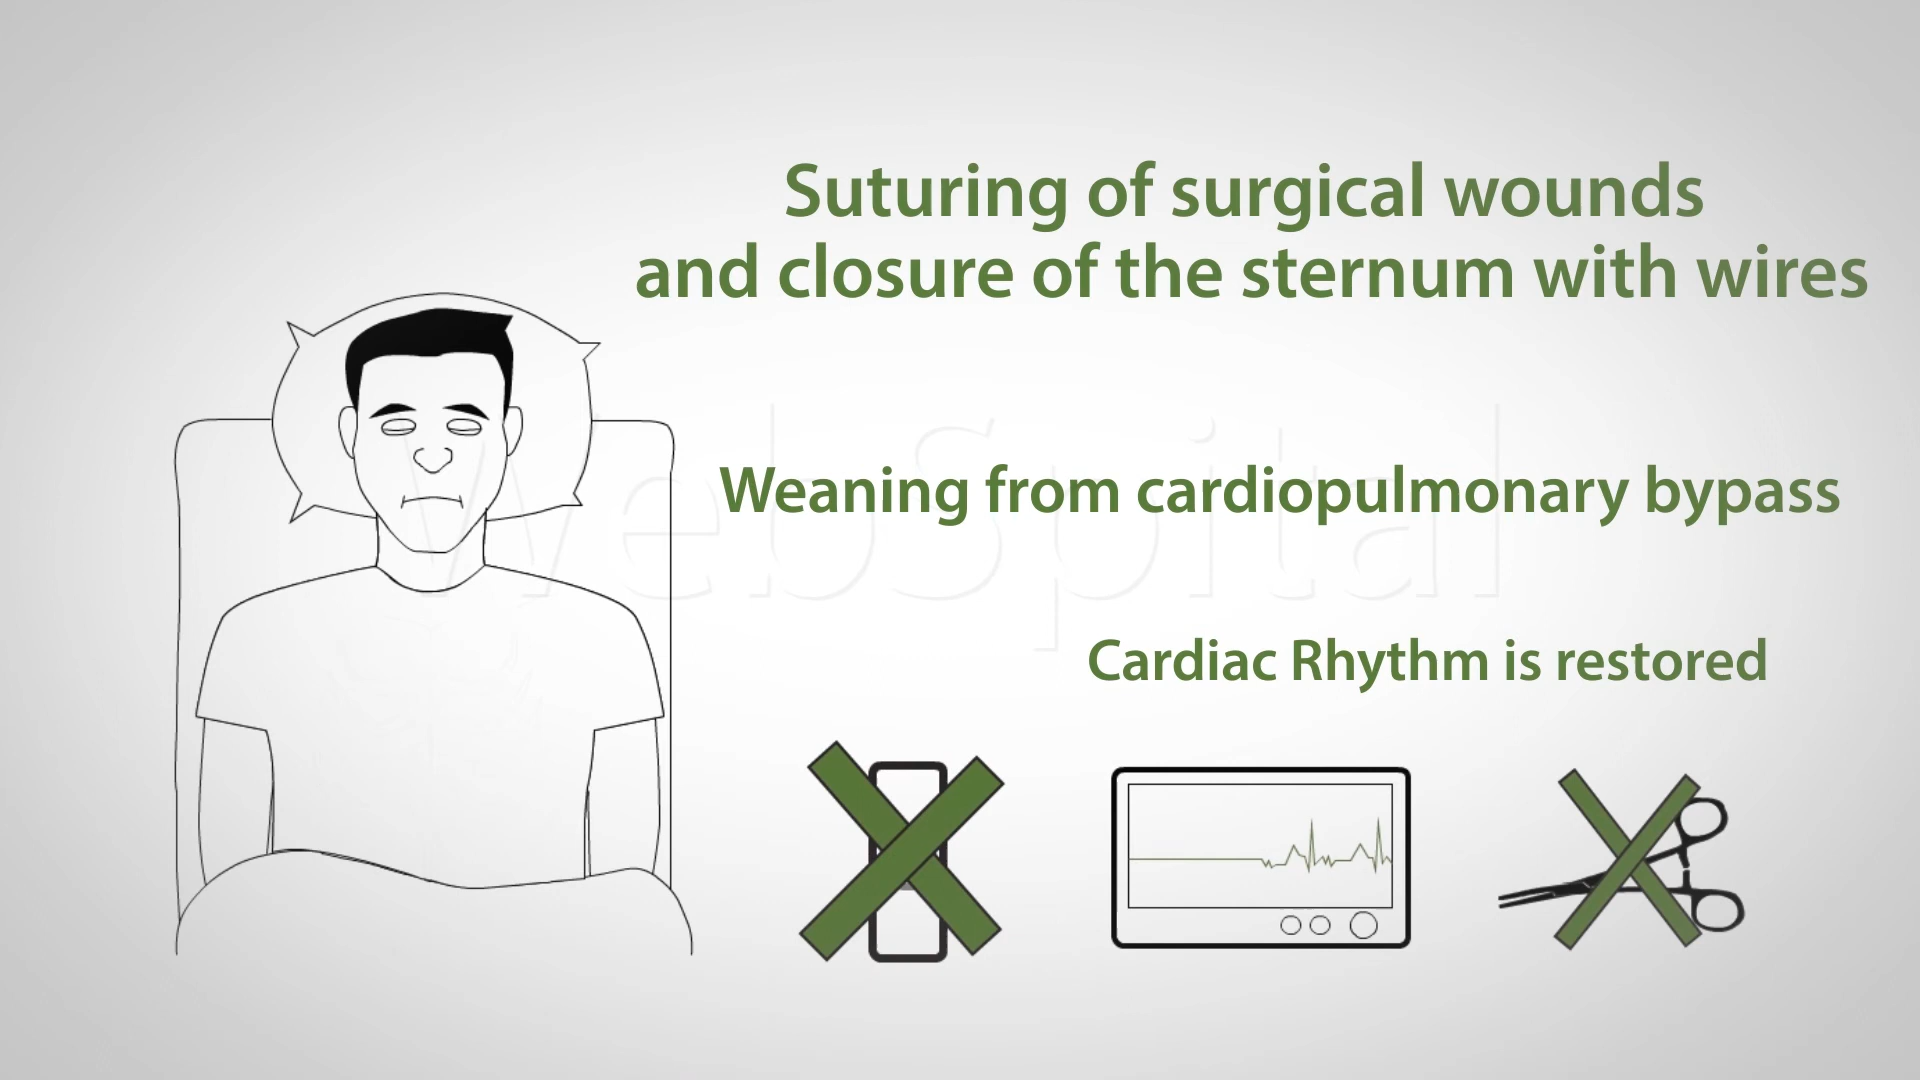 Suturing of surgical wounds
and closure of the sternum with wires
WebSpital
Weaning from cardiopulmonary bypass
Cardiac Rhythm is restored